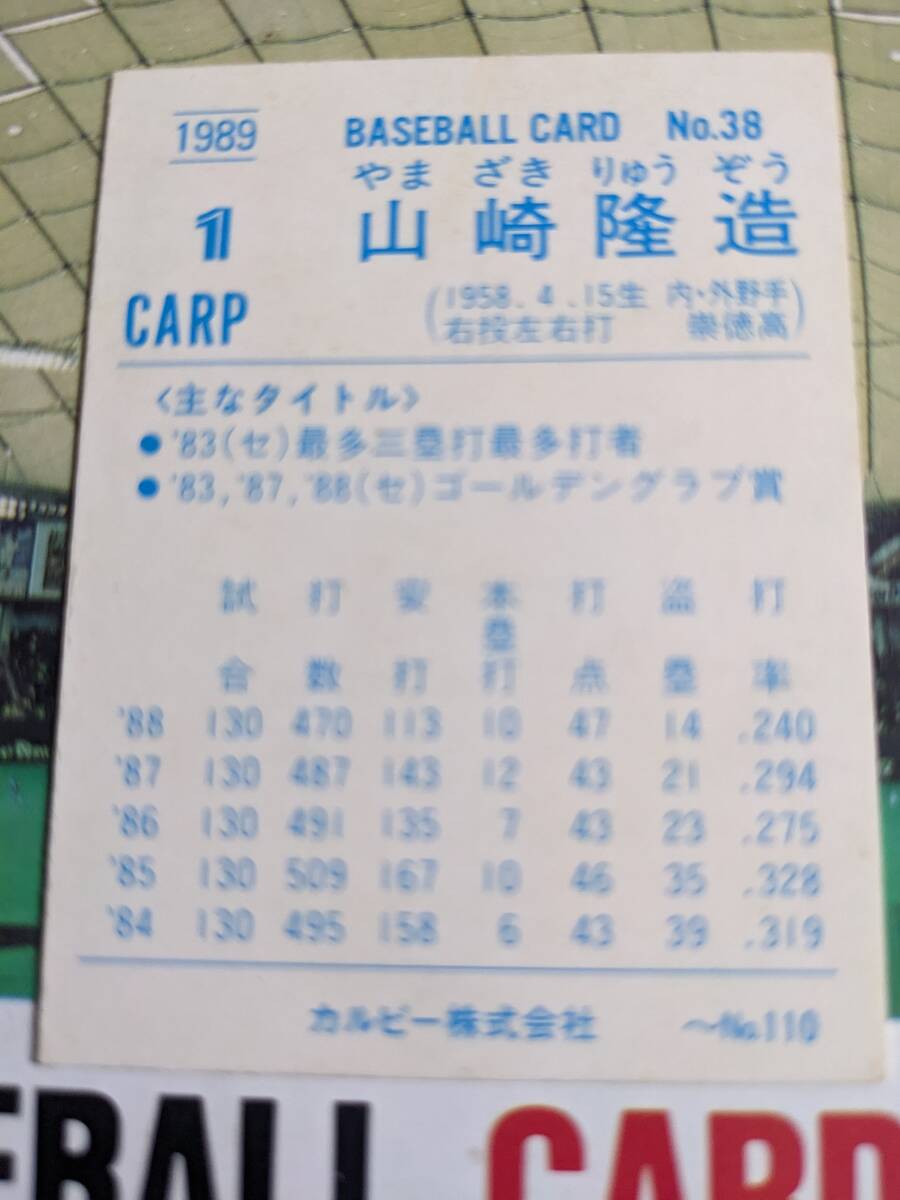 1989 BASEBALL CARD No.38
やま ざき りゅう ぞう
1 山崎隆造
CARP
(1958.4.15生 内・外野手
右投左右打 崇徳高)
〈主なタイトル〉
●'83(セ)最多三塁打最多打者
●'83,'87,'88(セ)ゴールデングラブ賞
試合 打数 安打 本塁打 打点 盗塁 打率
'88 130 470 113 10 47 14 .240
'87 130 487 143 12 43 21 .294
'86 130 491 135 7 43 23 .275
'85 130 509 167 10 46 35 .328
'84 130 495 158 6 43 39 .319
カルビー株式会社 〜No.110
EBALL CARD